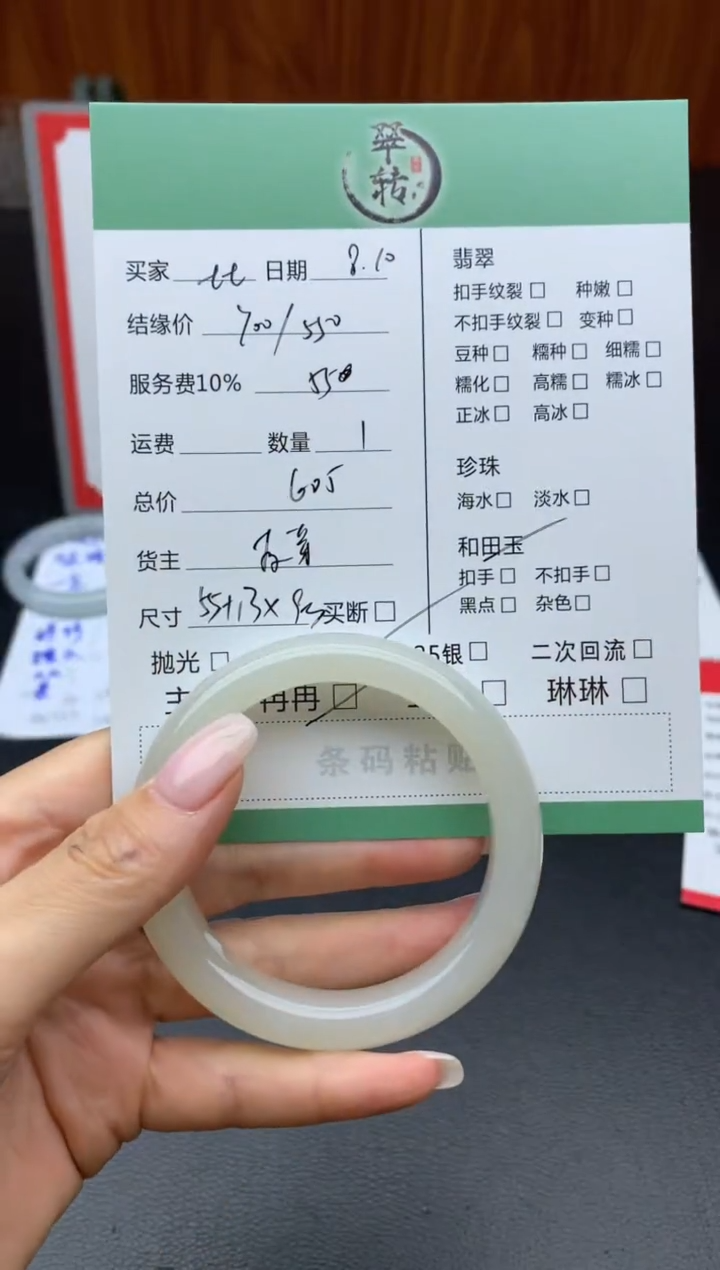 翠转
买家 tt 日期 8.10
结缘价 700/550
服务费10% 550
运费 数量 1
总价 605
货主
尺寸 55+13×9 买断□
抛光□
冉冉□
条码粘贴
翡翠
扣手纹裂□ 种嫩□
不扣手纹裂□ 变种□
豆种□ 糯种□ 细糯□
糯化□ 高糯□ 糯冰□
正冰□ 高冰□
珍珠
海水□ 淡水□
和田玉
扣手□ 不扣手□
黑点□ 杂色□
25银□ 二次回流□
□ 琳琳□